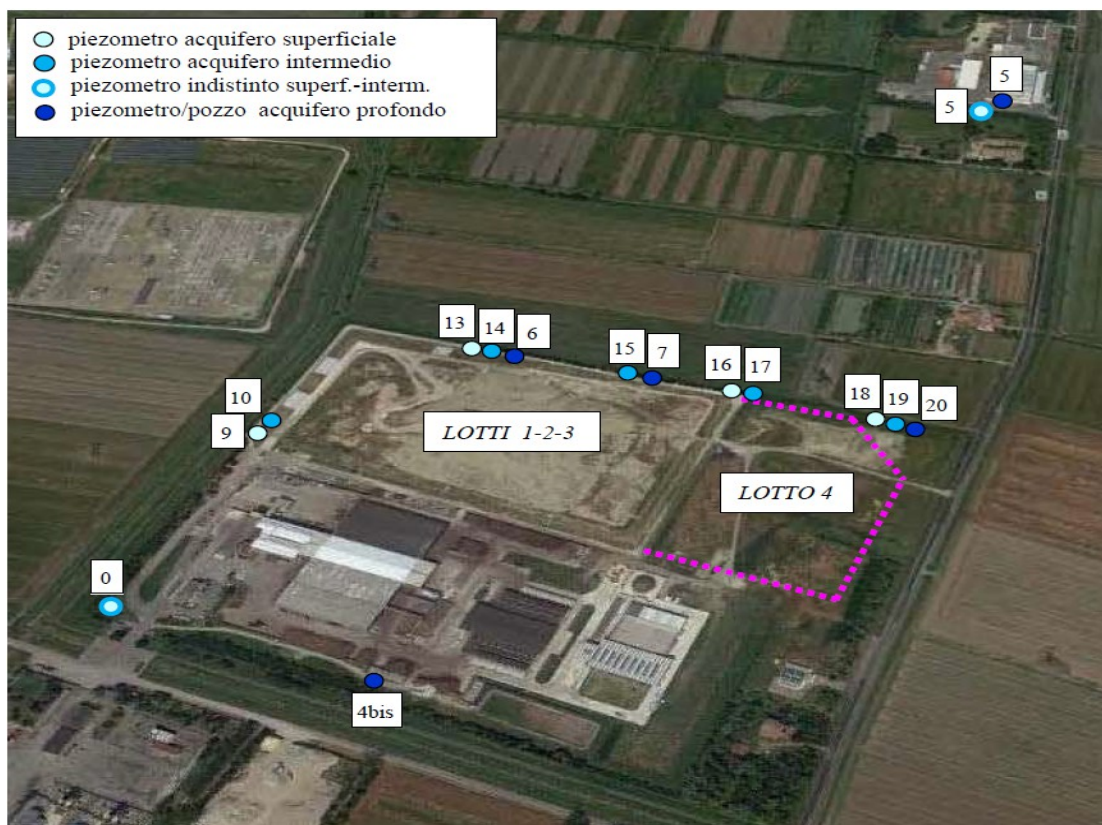 piezometro acquifero superficiale
piezometro acquifero intermedio
piezometro indistinto superf.-interm.
piezometro/pozzo acquifero profondo
5
5
13
14
6
15
7
16
17
18
19
20
10
9
LOTTI 1-2-3
LOTTO 4
0
4bis